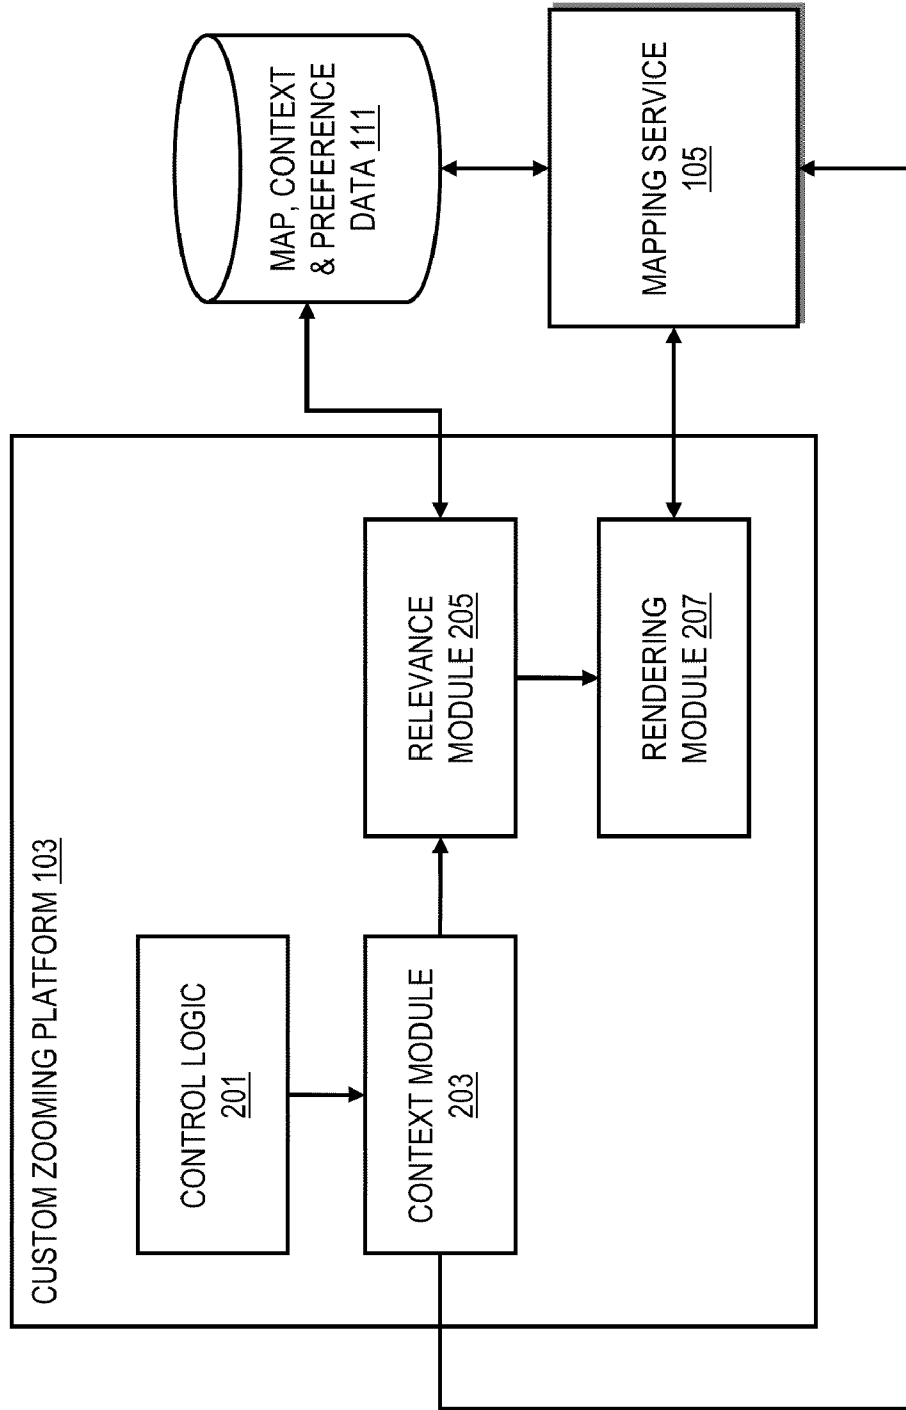 CUSTOM ZOOMING PLATFORM 103
CONTROL LOGIC
201
CONTEXT MODULE
203
RELEVANCE
MODULE 205
RENDERING
MODULE 207
MAP, CONTEXT
& PREFERENCE
DATA 111
MAPPING SERVICE
105